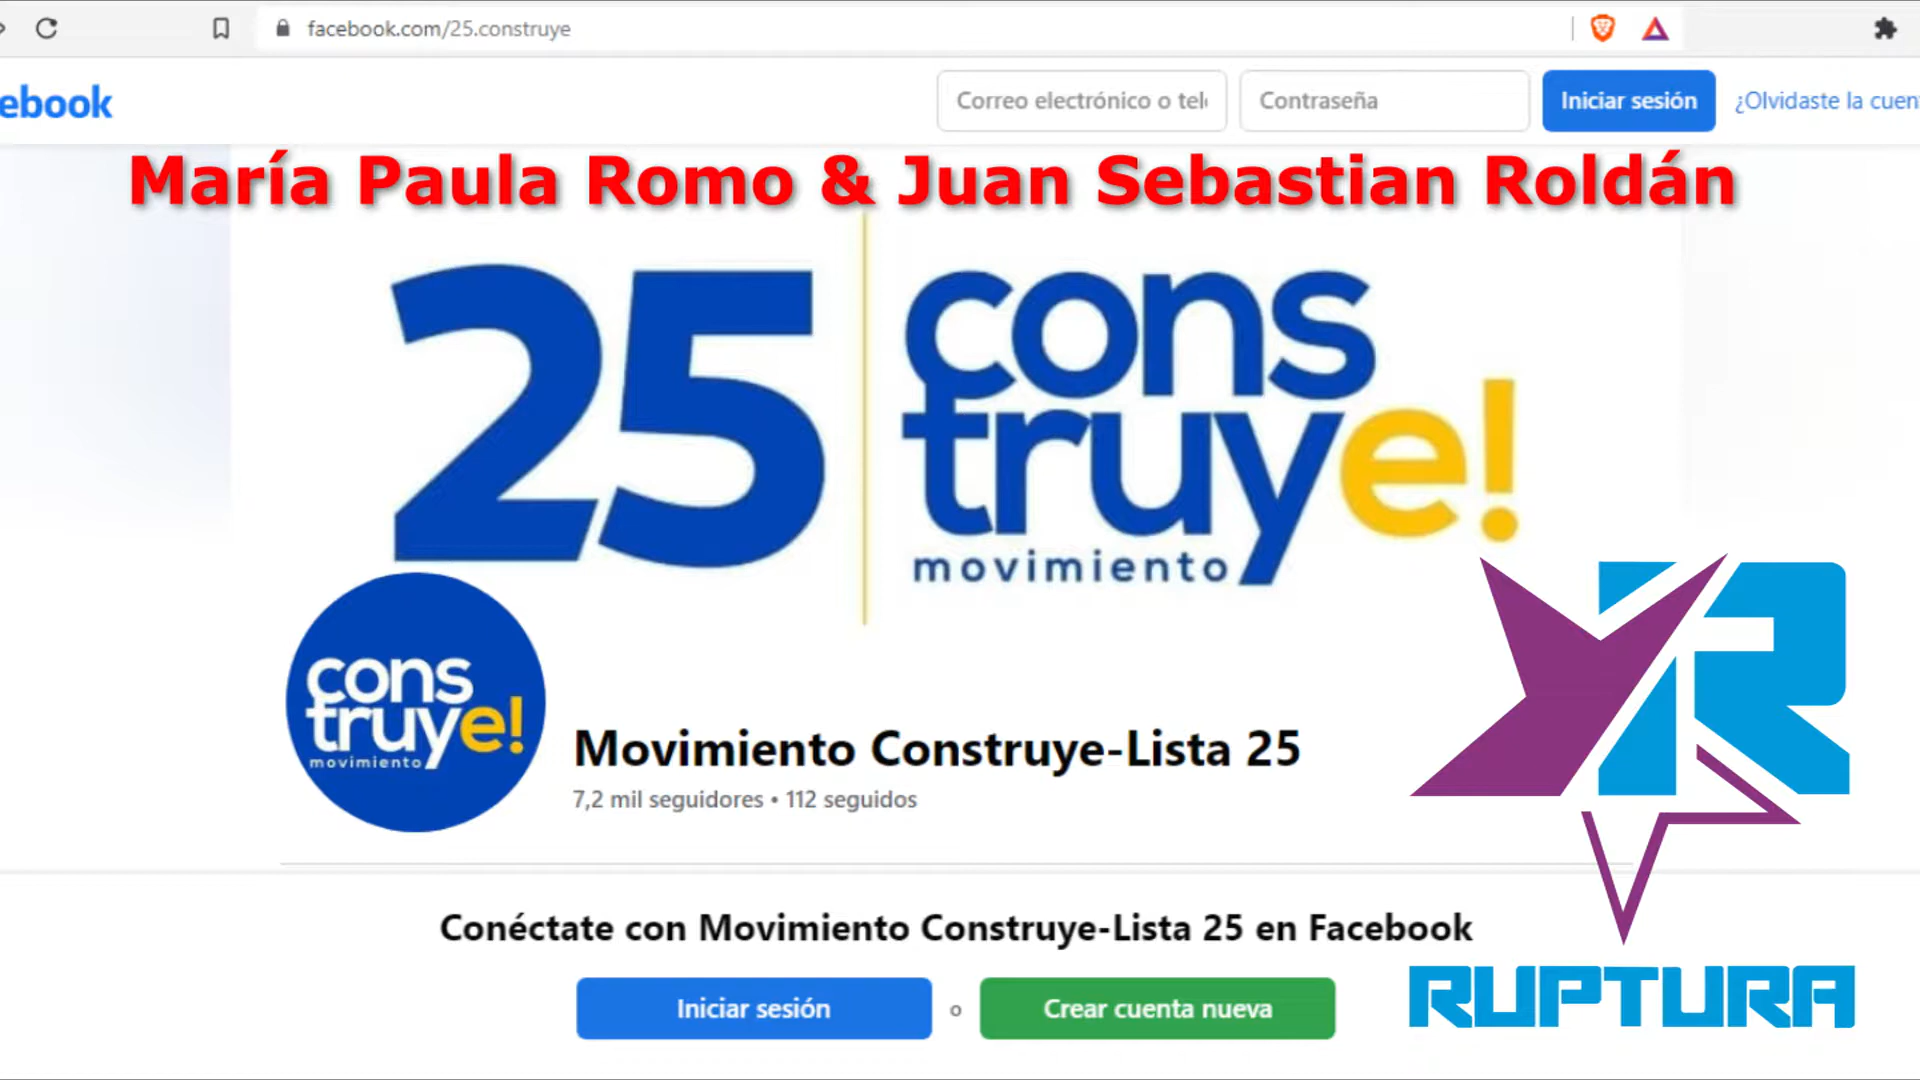 facebook.com/25.construye
ebook
Correo electrónico o telé
Contraseña
Iniciar sesión
¿Olvidaste la cuen
María Paula Romo & Juan Sebastian Roldán
25
cons
truye!
movimiento
cons
truye!
movimiento
Movimiento Construye-Lista 25
7,2 mil seguidores • 112 seguidos
R
Conéctate con Movimiento Construye-Lista 25 en Facebook
Iniciar sesión
o
Crear cuenta nueva
RUPTURA